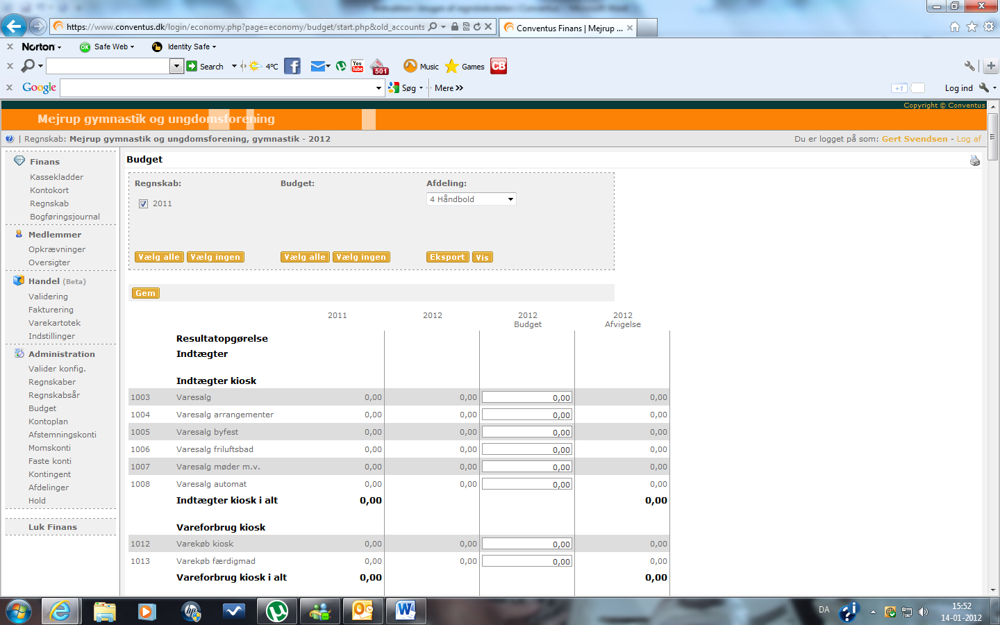 https://www.conventus.dk/login/economy.php?page=economy/budget/start.php&told_accounts
Conventus Finans | Mejrup ...
x Norton
OK Safe Web
Identity Safe
x
Search
4°C
You Tube
501
Music
Games
CB
x Google
Søg
Mere »
+1
Log ind
Copyright © Conventus
Mejrup gymnastik og ungdomsforening
| Regnskab: Mejrup gymnastik og ungdomsforening, gymnastik - 2012
Du er logget på som: Gert Svendsen - Log af
Finans
Kassekladder
Kontokort
Regnskab
Bogføringsjournal
Medlemmer
Opkrævninger
Oversigter
Handel (Beta)
Validering
Fakturering
Varekartotek
Indstillinger
Administration
Valider konfig.
Regnskaber
Regnskabsår
Budget
Kontoplan
Afstemningskonti
Momskonti
Faste konti
Kontingent
Afdelinger
Hold
Luk Finans
Budget
Regnskab: Budget: Afdeling:
2011
4 Håndbold
Vælg alle Vælg ingen Vælg alle Vælg ingen Eksport Vis
Gem
2011 2012 2012 2012
Budget Afvigelse
Resultatopgørelse
Indtægter
Indtægter kiosk
1003 Varesalg 0,00 0,00 0,00 0,00
1004 Varesalg arrangementer 0,00 0,00 0,00 0,00
1005 Varesalg byfest 0,00 0,00 0,00 0,00
1006 Varesalg friluftsbad 0,00 0,00 0,00 0,00
1007 Varesalg møder m.v. 0,00 0,00 0,00 0,00
1008 Varesalg automat 0,00 0,00 0,00 0,00
Indtægter kiosk i alt 0,00 0,00
Vareforbrug kiosk
1012 Varekøb kiosk 0,00 0,00 0,00 0,00
1013 Varekøb færdigmad 0,00 0,00 0,00 0,00
Vareforbrug kiosk i alt 0,00 0,00
DA
15:52
14-01-2012